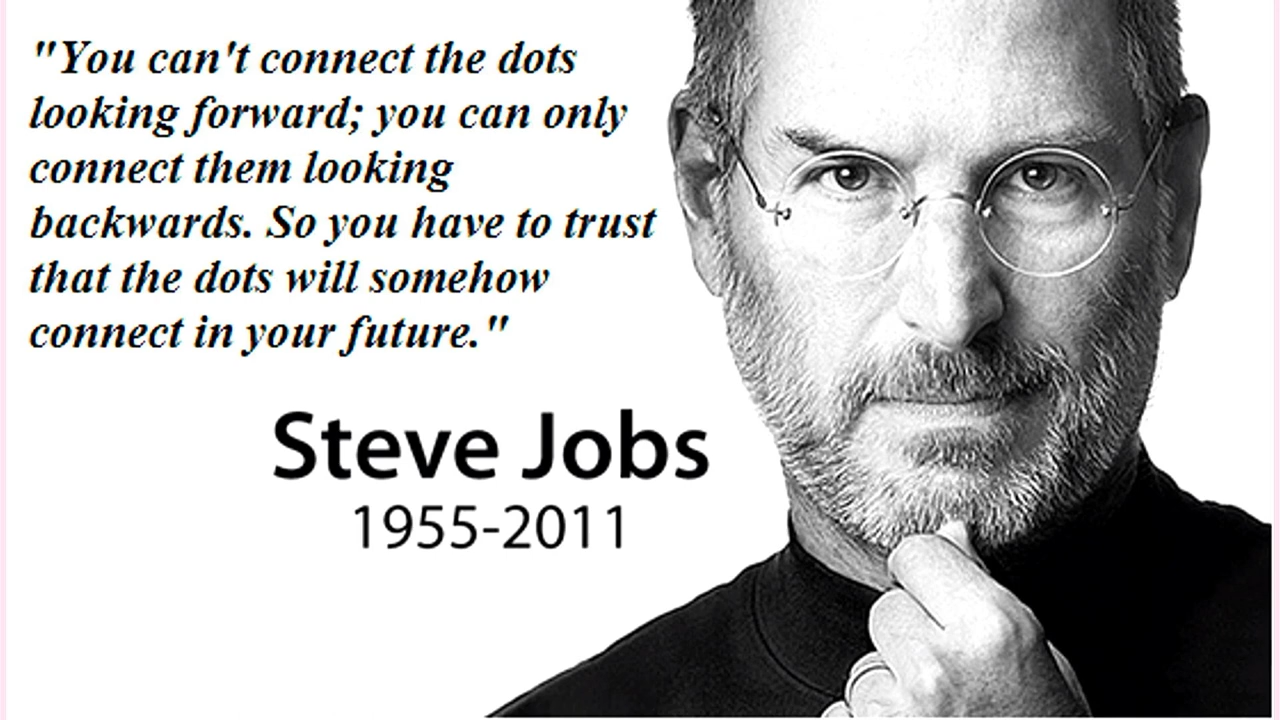 "You can't connect the dots
looking forward; you can only
connect them looking
backwards. So you have to trust
that the dots will somehow
connect in your future."
Steve Jobs
1955-2011